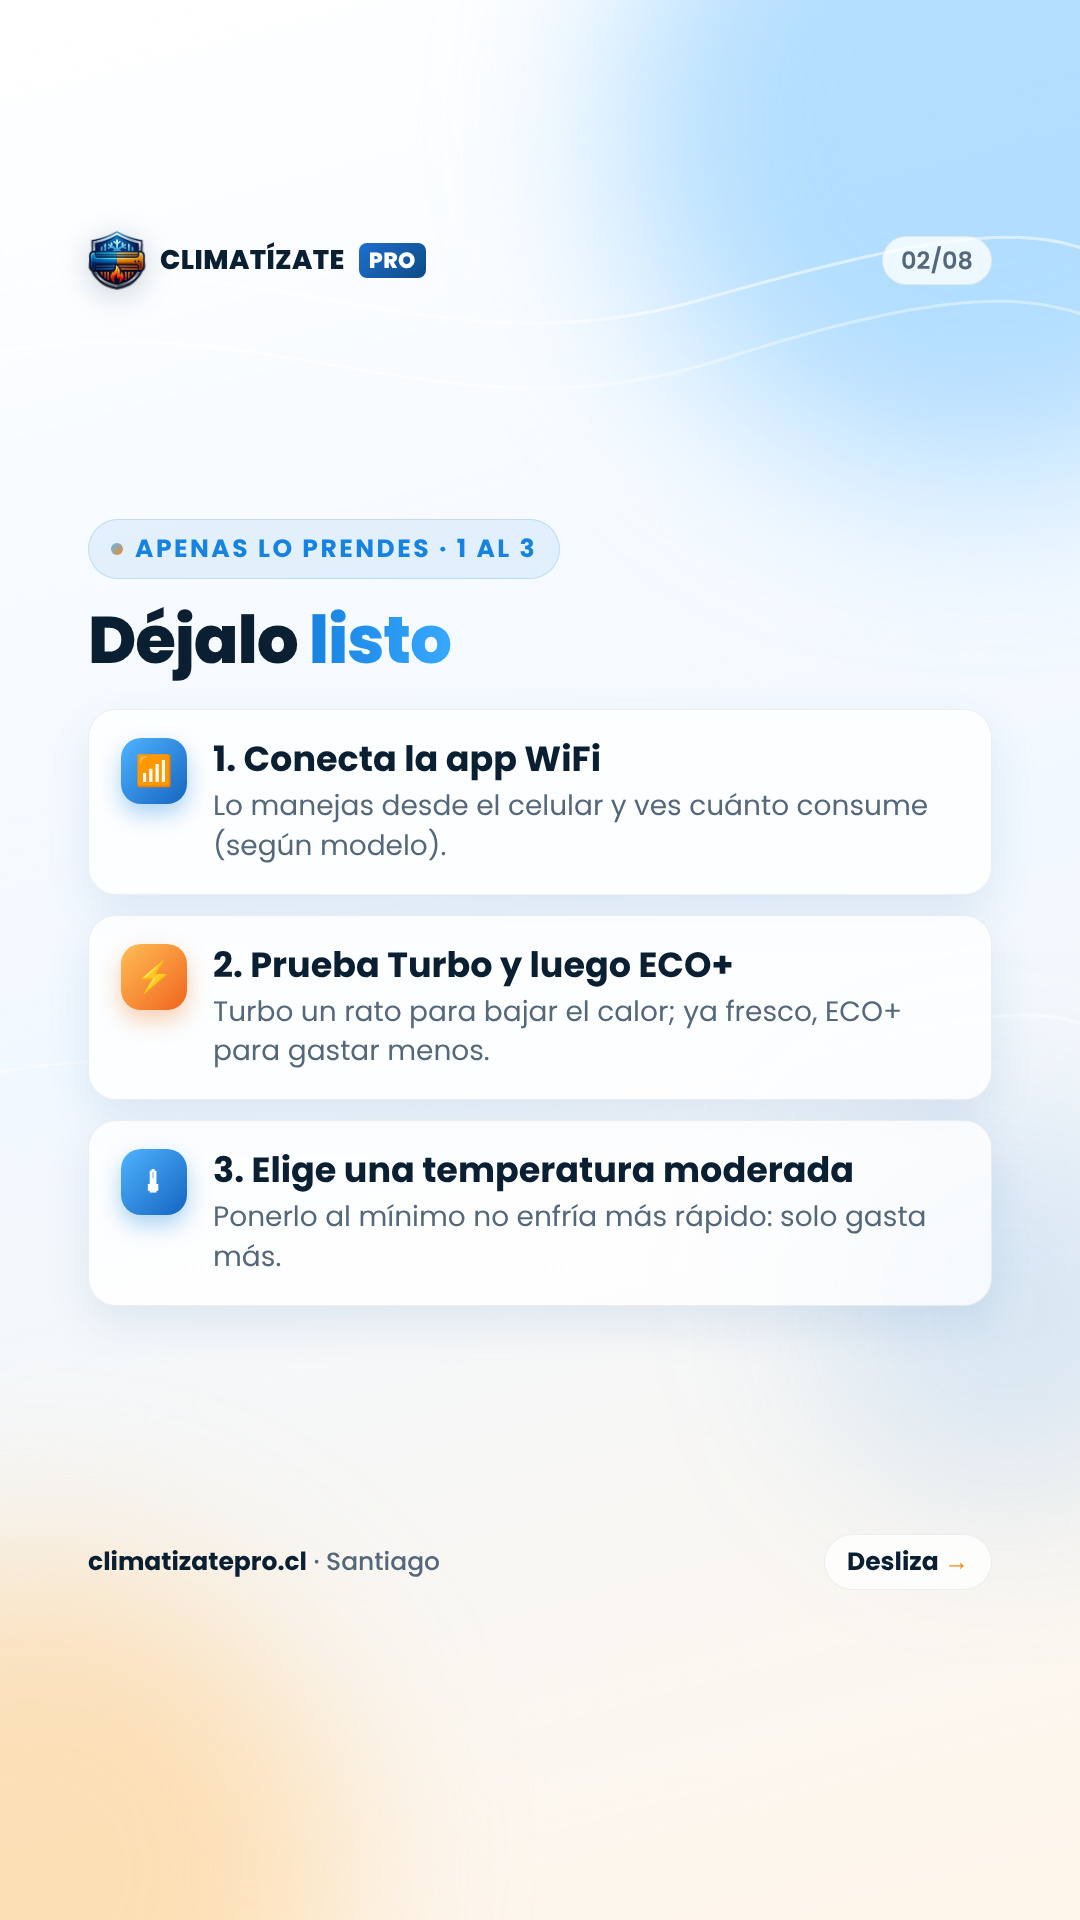 CLIMATÍZATE PRO
02/08
APENAS LO PRENDES · 1 AL 3
Déjalo listo
1. Conecta la app WiFi
Lo manejas desde el celular y ves cuánto consume
(según modelo).
2. Prueba Turbo y luego ECO+
Turbo un rato para bajar el calor; ya fresco, ECO+
para gastar menos.
3. Elige una temperatura moderada
Ponerlo al mínimo no enfría más rápido: solo gasta
más.
climatizatepro.cl · Santiago
Desliza →